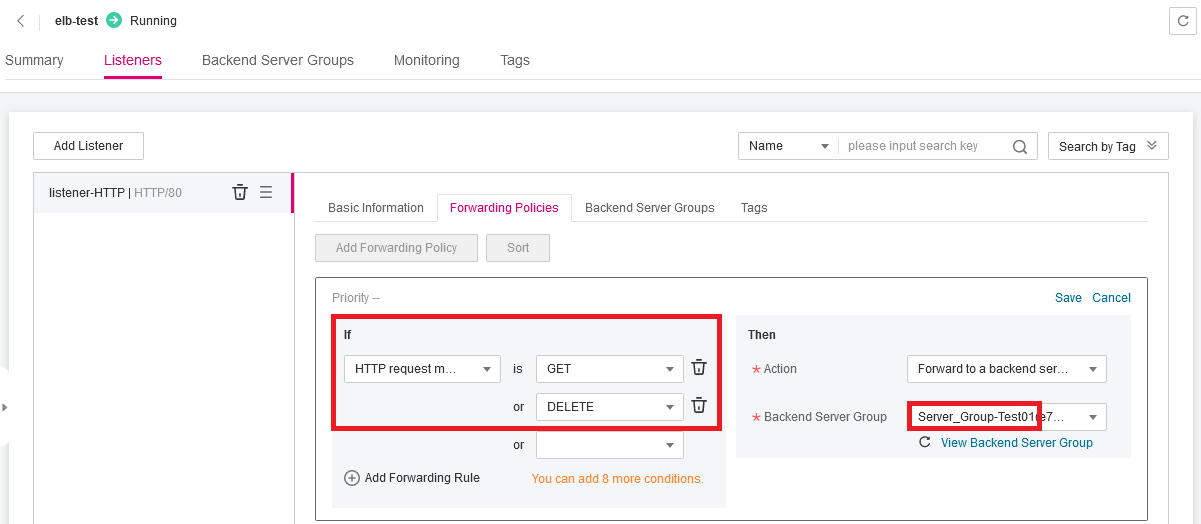 elb-test Running
Summary Listeners Backend Server Groups Monitoring Tags
Add Listener Name please input search key Search by Tag
listener-HTTP | HTTP/80
Basic Information Forwarding Policies Backend Server Groups Tags
Add Forwarding Policy Sort
Priority -- Save Cancel
If Then
HTTP request m... is GET * Action Forward to a backend ser...
or DELETE * Backend Server Group Server_Group-Test01(e7...
or View Backend Server Group
Add Forwarding Rule You can add 8 more conditions.